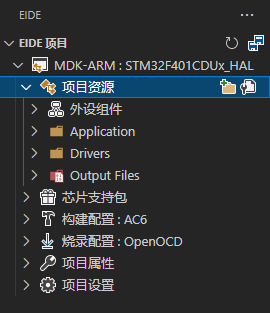 EIDE
EIDE 项目
MDK-ARM : STM32F401CDUx_HAL
项目资源
外设组件
Application
Drivers
Output Files
芯片支持包
构建配置 : AC6
烧录配置 : OpenOCD
项目属性
项目设置